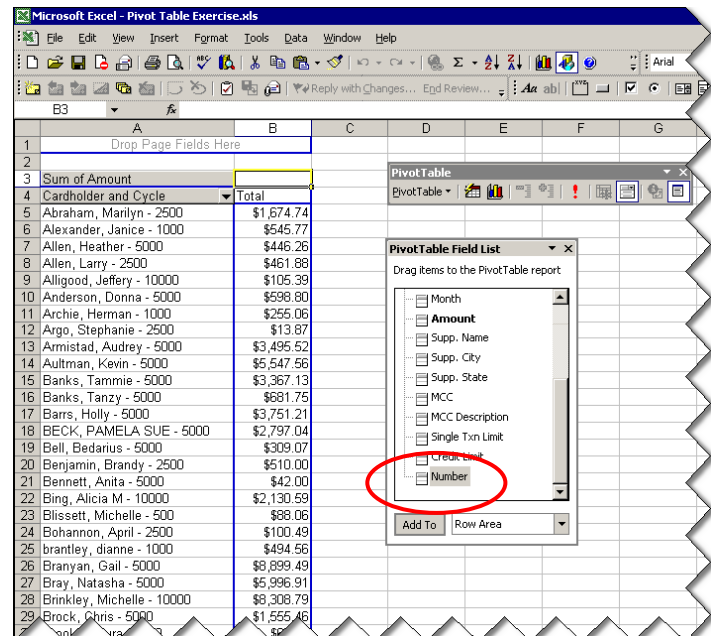 Microsoft Excel - Pivot Table Exercise.xls
File Edit View Insert Format Tools Data Window Help
Arial
Reply with Changes... End Review...
B3 fx
A B C D E F G
1 Drop Page Fields Here
2
3 Sum of Amount
4 Cardholder and Cycle Total
5 Abraham, Marilyn - 2500 $1,674.74
6 Alexander, Janice - 1000 $545.77
7 Allen, Heather - 5000 $446.26
8 Allen, Larry - 2500 $461.88
9 Alligood, Jeffery - 10000 $105.39
10 Anderson, Donna - 5000 $598.80
11 Archie, Herman - 1000 $255.06
12 Argo, Stephanie - 2500 $13.87
13 Armistad, Audrey - 5000 $3,495.52
14 Aultman, Kevin - 5000 $5,547.56
15 Banks, Tammie - 5000 $3,367.13
16 Banks, Tanzy - 5000 $681.75
17 Barrs, Holly - 5000 $3,751.21
18 BECK, PAMELA SUE - 5000 $2,797.04
19 Bell, Bedarius - 5000 $309.07
20 Benjamin, Brandy - 2500 $510.00
21 Bennett, Anita - 5000 $42.00
22 Bing, Alicia M - 10000 $2,130.59
23 Blissett, Michelle - 500 $88.06
24 Bohannon, April - 2500 $100.49
25 brantley, dianne - 1000 $494.56
26 Branyan, Gail - 5000 $8,899.49
27 Bray, Natasha - 5000 $5,996.91
28 Brinkley, Michelle - 10000 $8,308.79
29 Brock, Chris - 5000 $1,555.46
PivotTable
PivotTable
PivotTable Field List
Drag items to the PivotTable report
Month
Amount
Supp. Name
Supp. City
Supp. State
MCC
MCC Description
Single Txn Limit
Credit Limit
Number
Add To Row Area